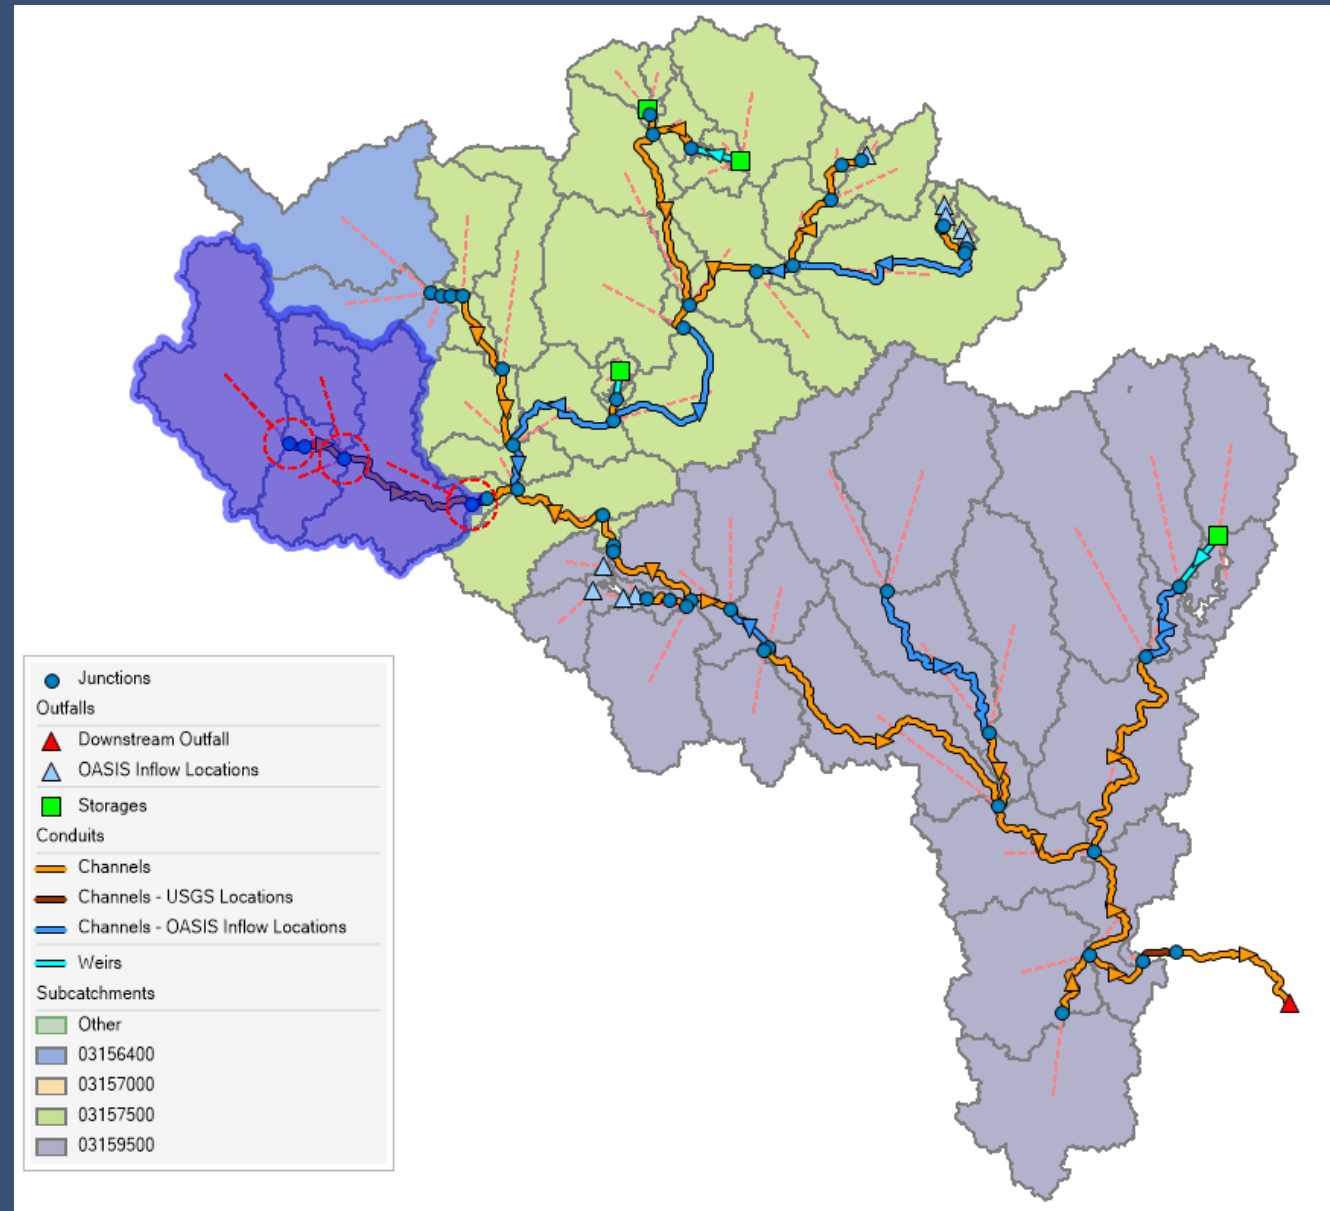 Junctions
Outfalls
Downstream Outfall
OASIS Inflow Locations
Storages
Conduits
Channels
Channels - USGS Locations
Channels - OASIS Inflow Locations
Weirs
Subcatchments
Other
03156400
03157000
03157500
03159500